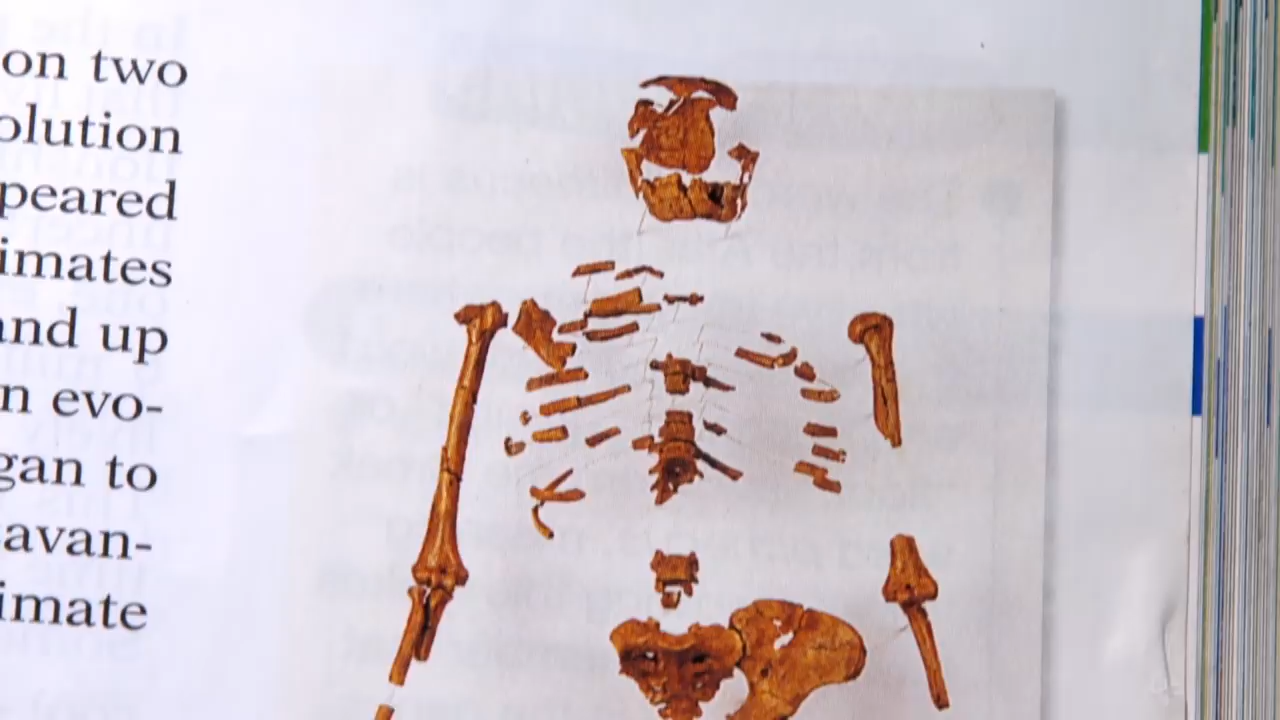 on two
olution
peared
imates
and up
n evo-
gan to
avan-
imate